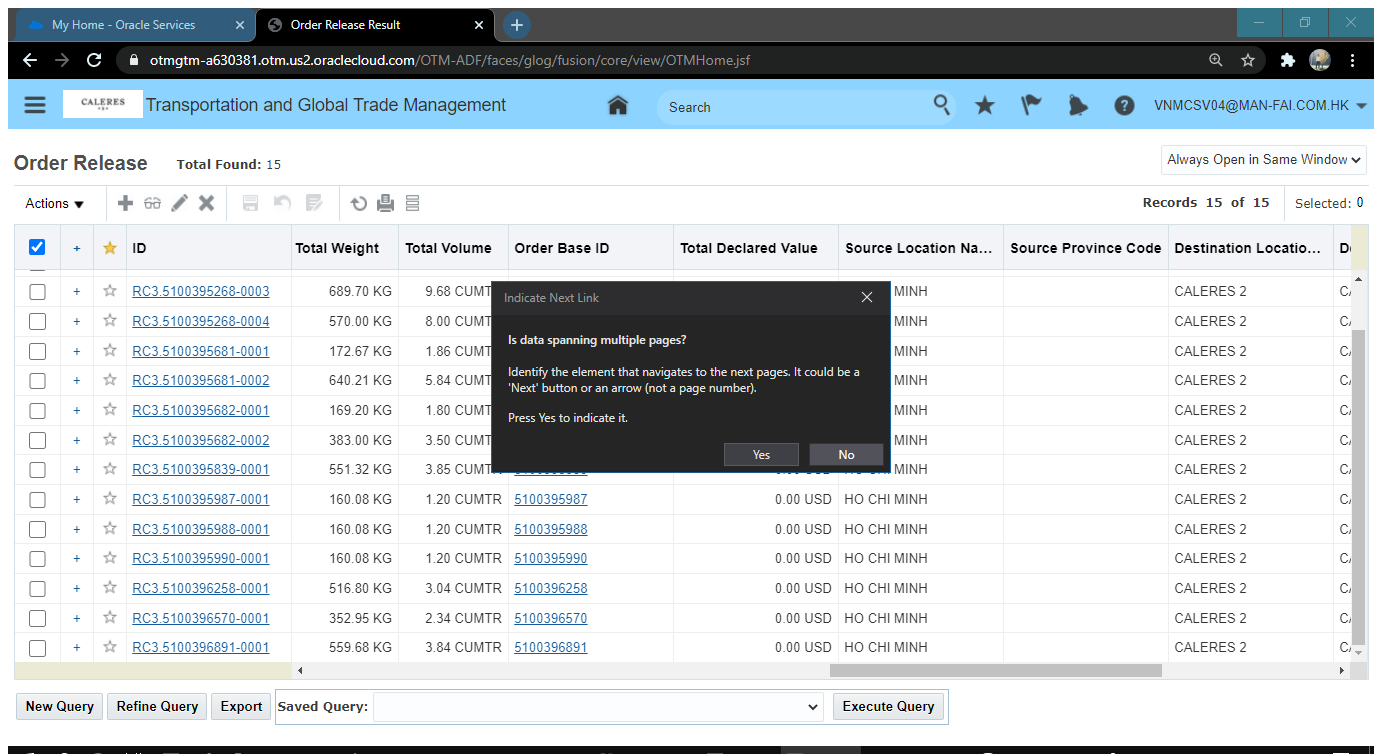 My Home - Oracle Services
Order Release Result
otmgtm-a630381.otm.us2.oraclecloud.com/OTM-ADF/faces/glog/fusion/core/view/OTMHome.jsf
CALERES
Transportation and Global Trade Management
Search
VNMCSV04@MAN-FAI.COM.HK
Order Release Total Found: 15
Always Open in Same Window
Actions
Records 15 of 15 Selected: 0
+ ID Total Weight Total Volume Order Base ID Total Declared Value Source Location Na... Source Province Code Destination Locatio... D
+ RC3.5100395268-0003 689.70 KG 9.68 CUMT MINH CALERES 2 C
+ RC3.5100395268-0004 570.00 KG 8.00 CUMT MINH CALERES 2 C
+ RC3.5100395681-0001 172.67 KG 1.86 CUMT MINH CALERES 2 C
+ RC3.5100395681-0002 640.21 KG 5.84 CUMT MINH CALERES 2 C
+ RC3.5100395682-0001 169.20 KG 1.80 CUMT MINH CALERES 2 C
+ RC3.5100395682-0002 383.00 KG 3.50 CUMT MINH CALERES 2 C
+ RC3.5100395839-0001 551.32 KG 3.85 CUMT MINH CALERES 2 C
+ RC3.5100395987-0001 160.08 KG 1.20 CUMTR 5100395987 0.00 USD HO CHI MINH CALERES 2 C
+ RC3.5100395988-0001 160.08 KG 1.20 CUMTR 5100395988 0.00 USD HO CHI MINH CALERES 2 C
+ RC3.5100395990-0001 160.08 KG 1.20 CUMTR 5100395990 0.00 USD HO CHI MINH CALERES 2 C
+ RC3.5100396258-0001 516.80 KG 3.04 CUMTR 5100396258 0.00 USD HO CHI MINH CALERES 2 C
+ RC3.5100396570-0001 352.95 KG 2.34 CUMTR 5100396570 0.00 USD HO CHI MINH CALERES 2 C
+ RC3.5100396891-0001 559.68 KG 3.84 CUMTR 5100396891 0.00 USD HO CHI MINH CALERES 2 C
Indicate Next Link
Is data spanning multiple pages?
Identify the element that navigates to the next pages. It could be a
'Next' button or an arrow (not a page number).
Press Yes to indicate it.
Yes No
New Query Refine Query Export Saved Query: Execute Query